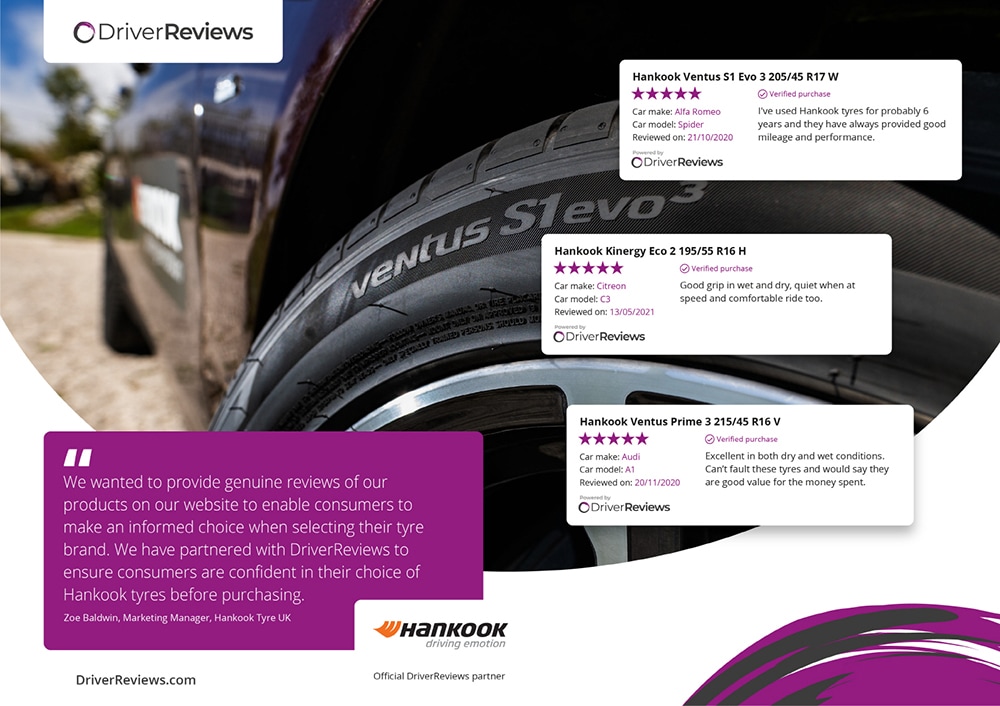 DriverReviews
Hankook Ventus S1 Evo 3 205/45 R17 W
Verified purchase
Car make: Alfa Romeo
Car model: Spider
Reviewed on: 21/10/2020
I've used Hankook tyres for probably 6
years and they have always provided good
mileage and performance.
Powered by
DriverReviews
ventus S1 evo3
Hankook Kinergy Eco 2 195/55 R16 H
Verified purchase
Car make: Citreon
Car model: C3
Reviewed on: 13/05/2021
Good grip in wet and dry, quiet when at
speed and comfortable ride too.
Powered by
DriverReviews
Hankook Ventus Prime 3 215/45 R16 V
Verified purchase
Car make: Audi
Car model: A1
Reviewed on: 20/11/2020
Excellent in both dry and wet conditions.
Can't fault these tyres and would say they
are good value for the money spent.
Powered by
DriverReviews
"
We wanted to provide genuine reviews of our
products on our website to enable consumers to
make an informed choice when selecting their tyre
brand. We have partnered with DriverReviews to
ensure consumers are confident in their choice of
Hankook tyres before purchasing.
Zoe Baldwin, Marketing Manager, Hankook Tyre UK
HANKOOK
driving emotion
DriverReviews.com
Official DriverReviews partner